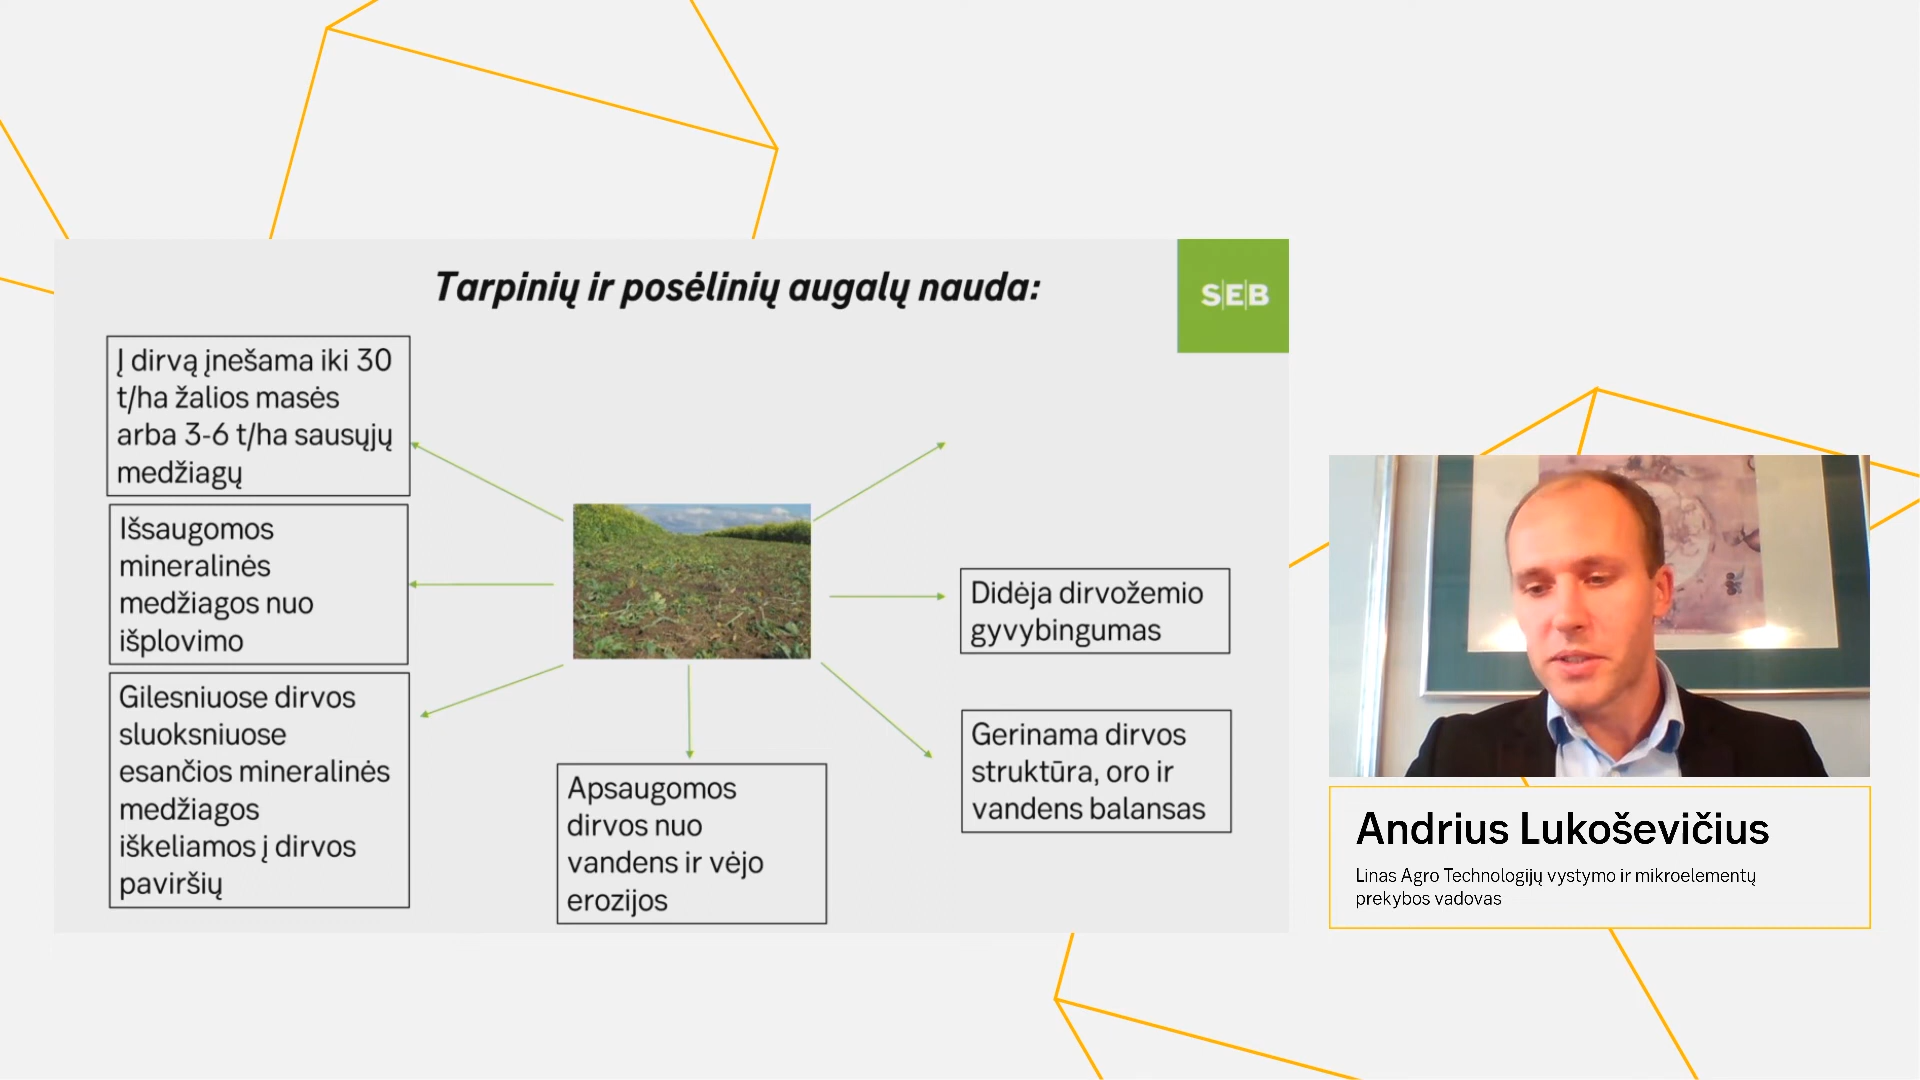 Tarpinių ir posėlinių augalų nauda:
S|E|B
Į dirvą įnešama iki 30
t/ha žalios masės
arba 3-6 t/ha sausųjų
medžiagų
Išsaugomos
mineralinės
medžiagos nuo
išplovimo
Gilesniuose dirvos
sluoksniuose
esančios mineralinės
medžiagos
iškeliamos į dirvos
paviršių
Apsaugomos
dirvos nuo
vandens ir vėjo
erozijos
Didėja dirvožemio
gyvybingumas
Gerinama dirvos
struktūra, oro ir
vandens balansas
Andrius Lukoševičius
Linas Agro Technologijų vystymo ir mikroelementų
prekybos vadovas